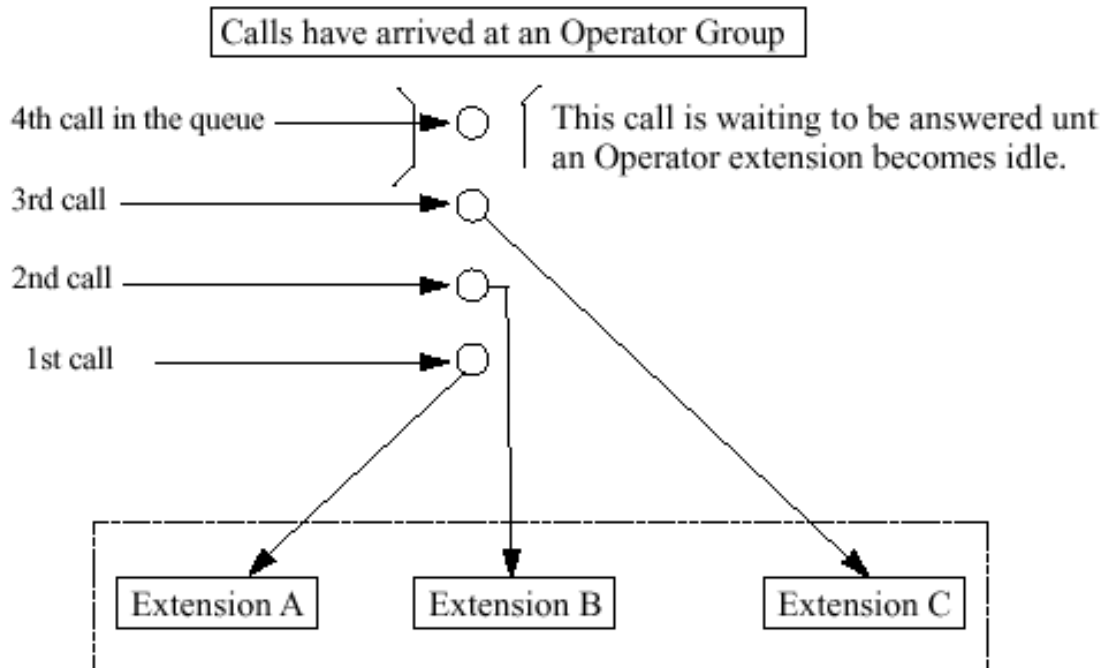 Calls have arrived at an Operator Group
4th call in the queue
This call is waiting to be answered unt
an Operator extension becomes idle.
3rd call
2nd call
1st call
Extension A
Extension B
Extension C